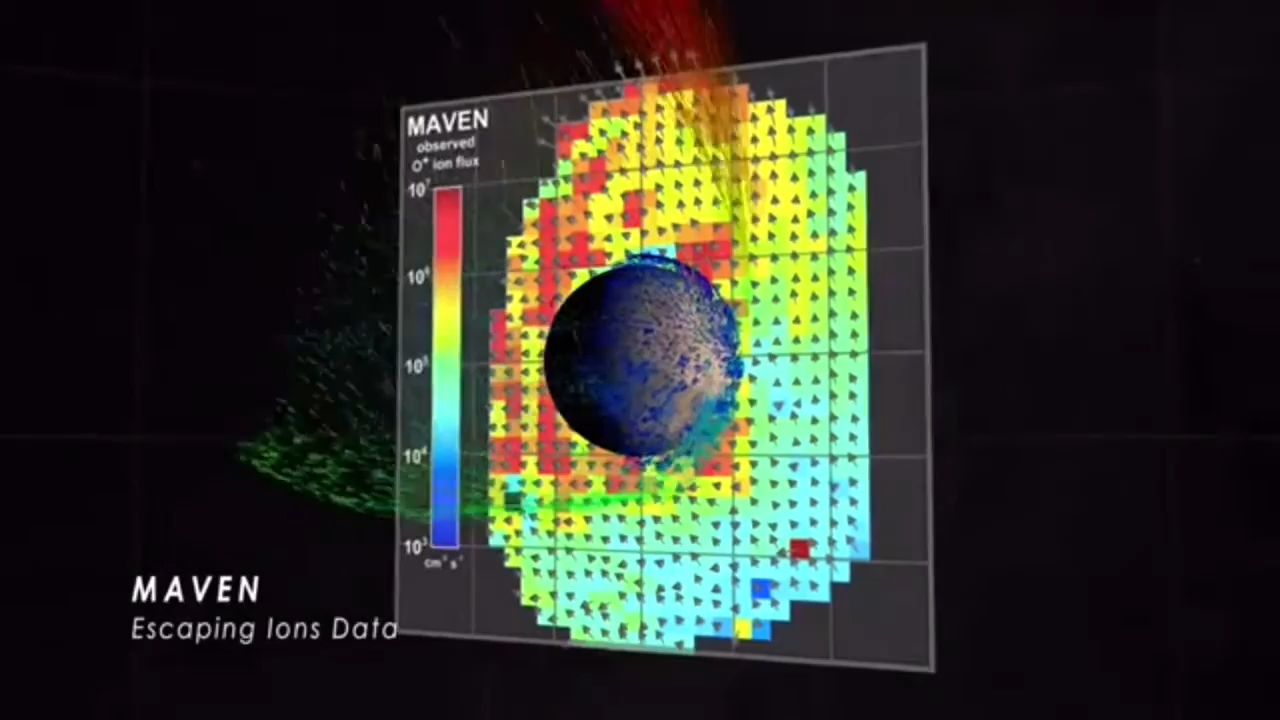 MAVEN
observed
O⁺ ion flux
10⁷
10⁶
10⁵
10⁴
10³
cm⁻² s⁻¹
MAVEN
Escaping Ions Data